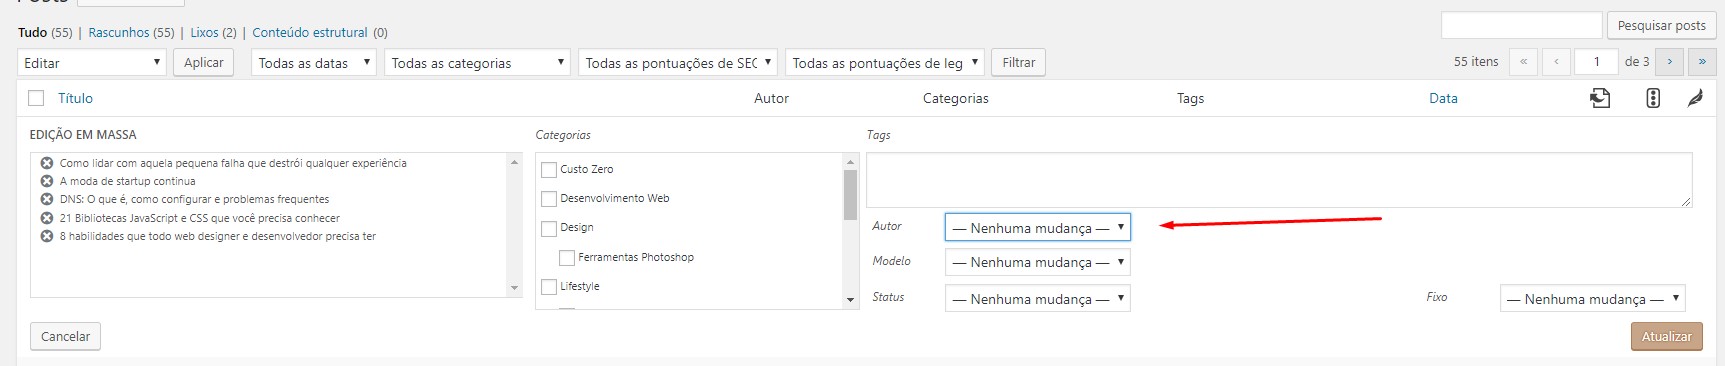 Posts
Tudo (55) | Rascunhos (55) | Lixos (2) | Conteúdo estrutural (0)
Pesquisar posts
Editar Aplicar Todas as datas Todas as categorias Todas as pontuações de SEO Todas as pontuações de leg Filtrar 55 itens « ‹ 1 de 3 › »
Título Autor Categorias Tags Data
EDIÇÃO EM MASSA Categorias Tags
Como lidar com aquela pequena falha que destrói qualquer experiência
A moda de startup continua
DNS: O que é, como configurar e problemas frequentes
21 Bibliotecas JavaScript e CSS que você precisa conhecer
8 habilidades que todo web designer e desenvolvedor precisa ter
Custo Zero
Desenvolvimento Web
Design
Ferramentas Photoshop
Lifestyle
Autor — Nenhuma mudança —
Modelo — Nenhuma mudança —
Status — Nenhuma mudança — Fixo — Nenhuma mudança —
Cancelar Atualizar